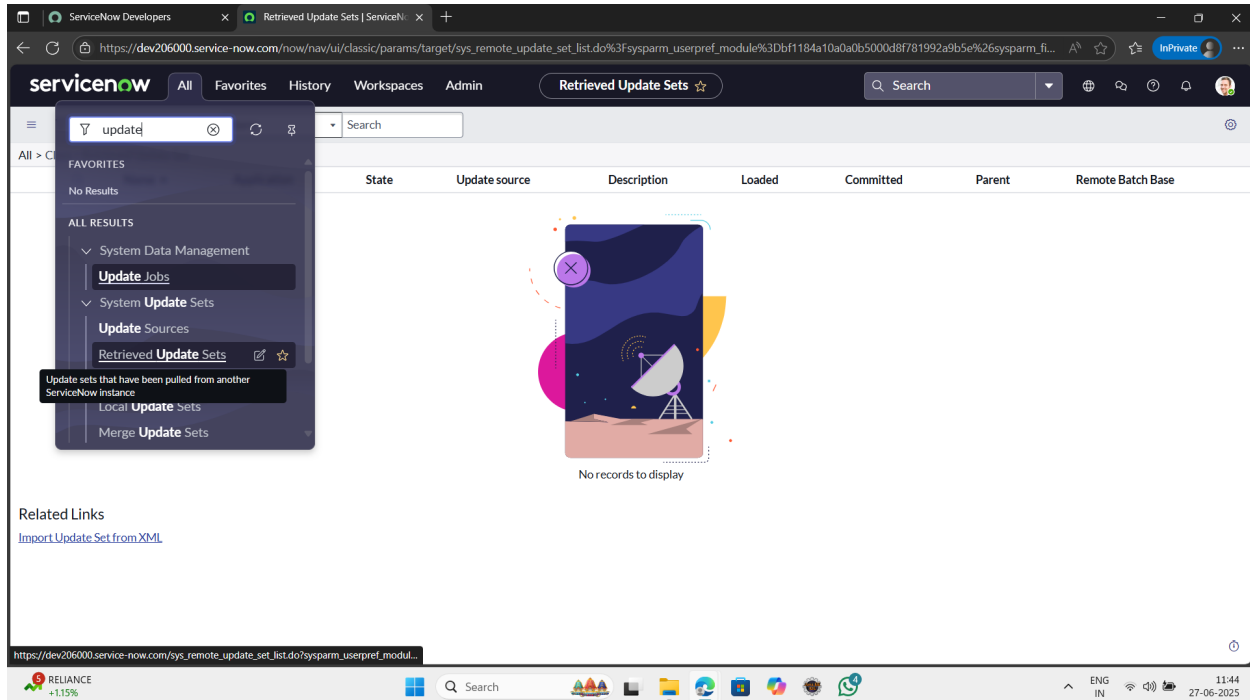 ServiceNow Developers
Retrieved Update Sets | ServiceNo
https://dev206000.service-now.com/now/nav/ui/classic/params/target/sys_remote_update_set_list.do%3Fsysparm_userpref_module%3Dbf1184a10a0a0b5000d8f781992a9b5e%26sysparm_fi...
InPrivate
servicenow
All
Favorites
History
Workspaces
Admin
Retrieved Update Sets
Search
update
Search
All > Cl
FAVORITES
No Results
State
Update source
Description
Loaded
Committed
Parent
Remote Batch Base
ALL RESULTS
System Data Management
Update Jobs
System Update Sets
Update Sources
Retrieved Update Sets
Update sets that have been pulled from another
ServiceNow instance
Local Update Sets
Merge Update Sets
No records to display
Related Links
Import Update Set from XML
https://dev206000.service-now.com/sys_remote_update_set_list.do?sysparm_userpref_modul...
5
RELIANCE
+1.15%
Search
4
ENG
IN
11:44
27-06-2025